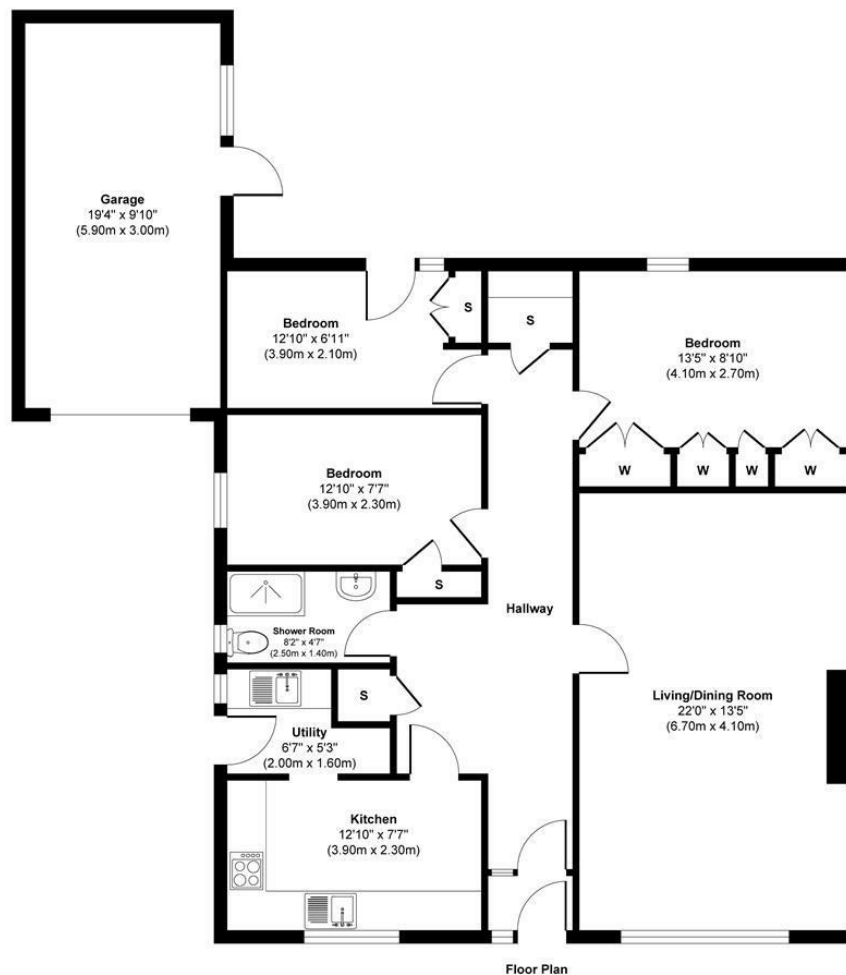 Garage
19'4" x 9'10"
(5.90m x 3.00m)
Bedroom
12'10" x 6'11"
(3.90m x 2.10m)
S
S
Bedroom
13'5" x 8'10"
(4.10m x 2.70m)
W
W
W
W
Bedroom
12'10" x 7'7"
(3.90m x 2.30m)
S
Hallway
Shower Room
8'2" x 4'7"
(2.50m x 1.40m)
S
Utility
6'7" x 5'3"
(2.00m x 1.60m)
Living/Dining Room
22'0" x 13'5"
(6.70m x 4.10m)
Kitchen
12'10" x 7'7"
(3.90m x 2.30m)
Floor Plan